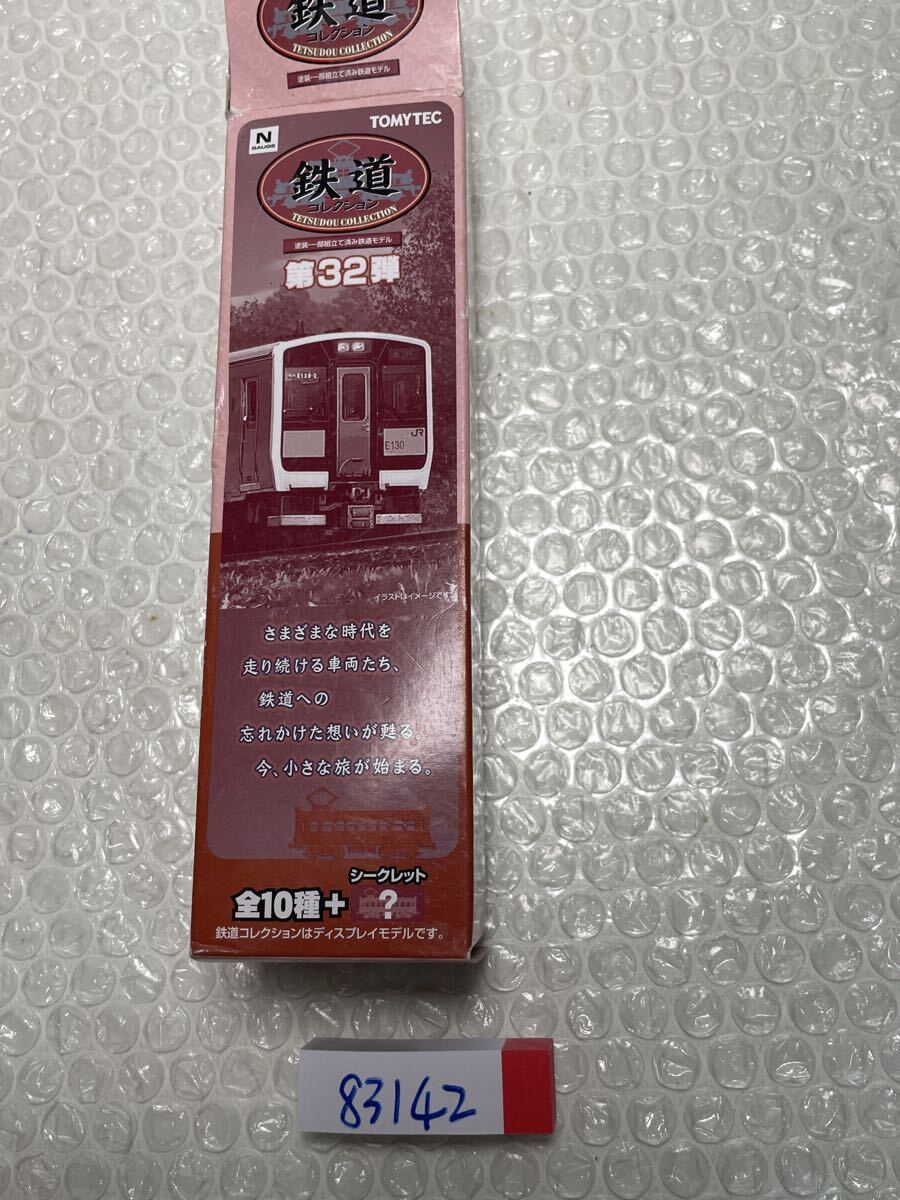 鉄道
コレクション
TETSUDOU COLLECTION
塗装・一部組立て済み鉄道モデル
N
GAUGE
TOMYTEC
鉄道
コレクション
TETSUDOU COLLECTION
塗装・一部組立て済み鉄道モデル
第32弾
E130-2
JR
E130
イラストはイメージです
さまざまな時代を
走り続ける車両たち、
鉄道への
忘れかけた想いが甦る。
今、小さな旅が始まる。
シークレット
全10種+
?
鉄道コレクションはディスプレイモデルです。
83142